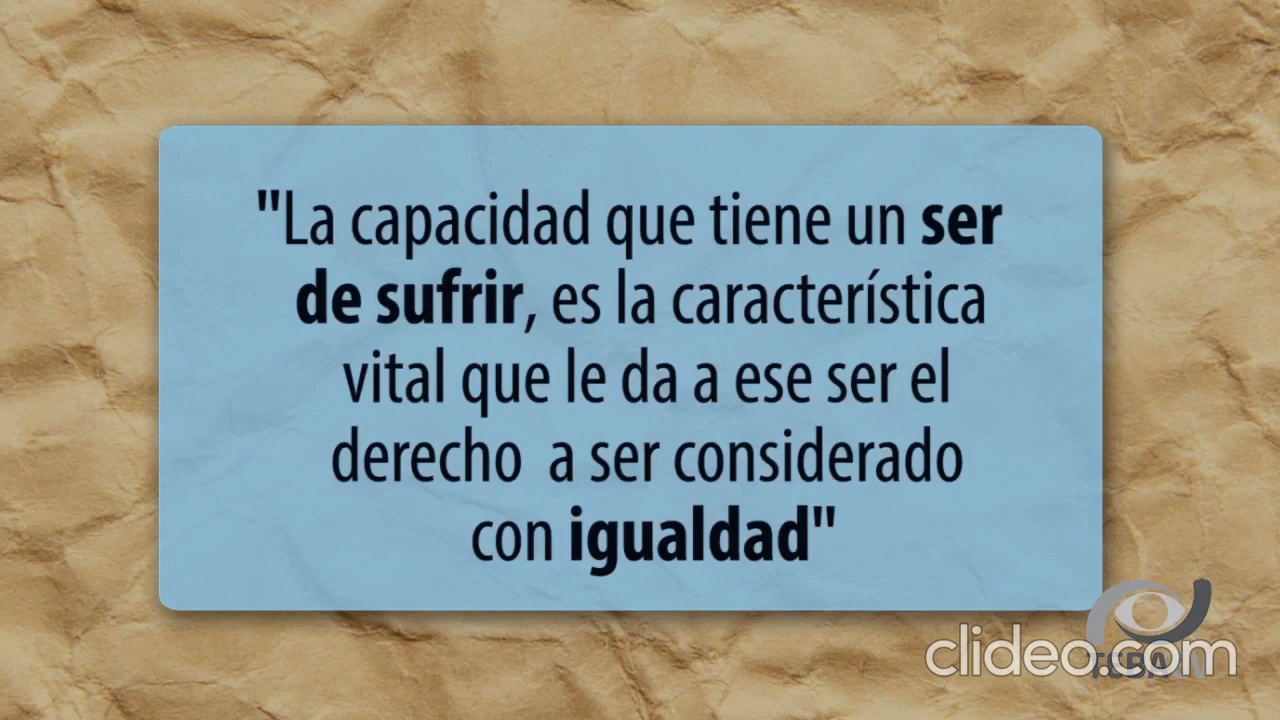 "La capacidad que tiene un ser
de sufrir, es la característica
vital que le da a ese ser el
derecho a ser considerado
con igualdad"
clideo.com